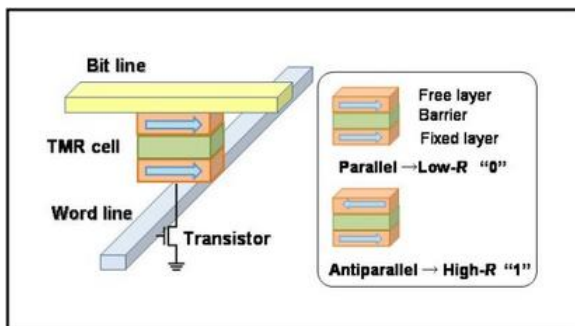 Bit line
TMR cell
Word line
Transistor
Free layer
Barrier
Fixed layer
Parallel →Low-R "0"
Antiparallel → High-R "1"